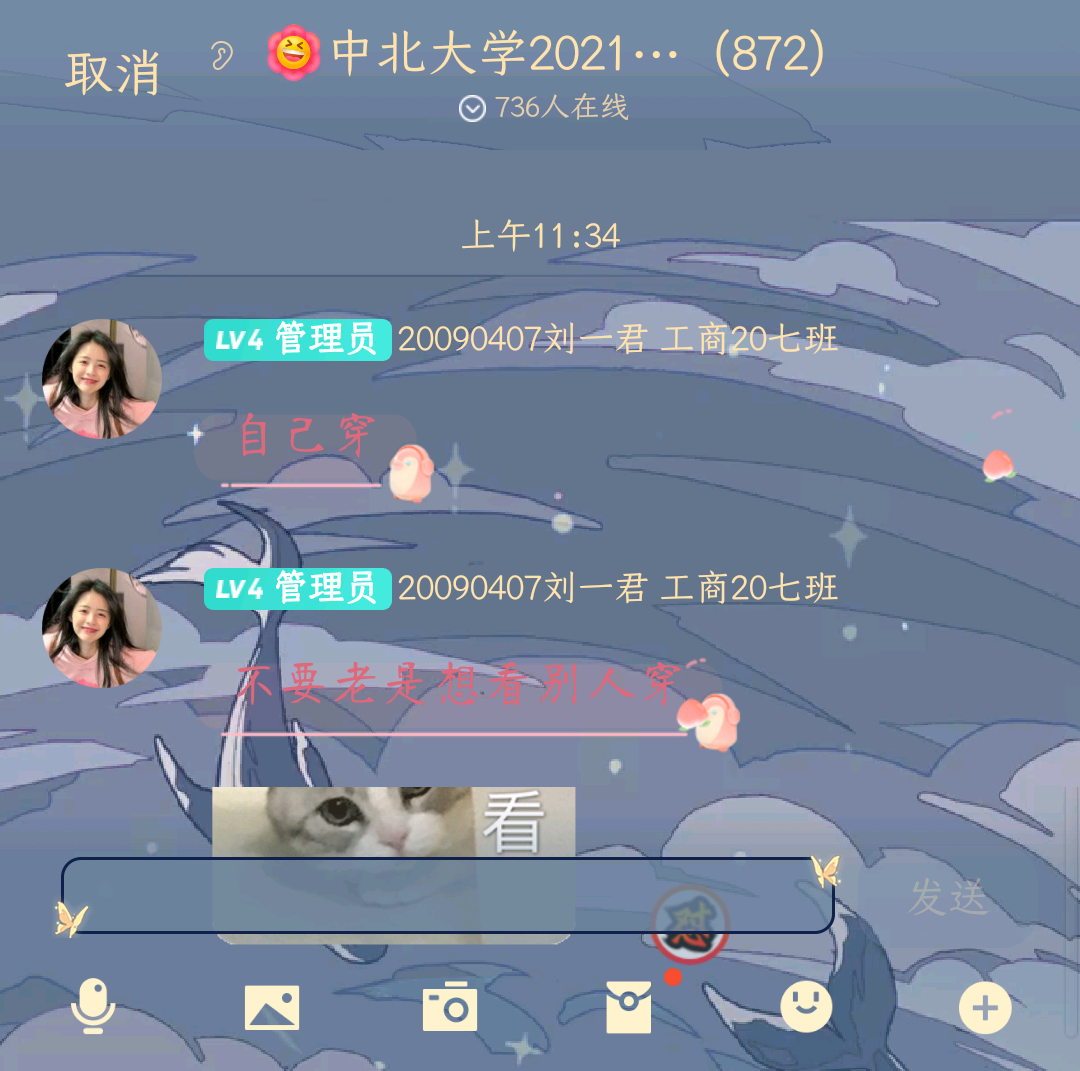 取消
中北大学2021… (872)
736人在线
上午11:34
LV4 管理员 20090407刘一君 工商20七班
自己穿
LV4 管理员 20090407刘一君 工商20七班
不要老是想看别人穿
看
怼
发送